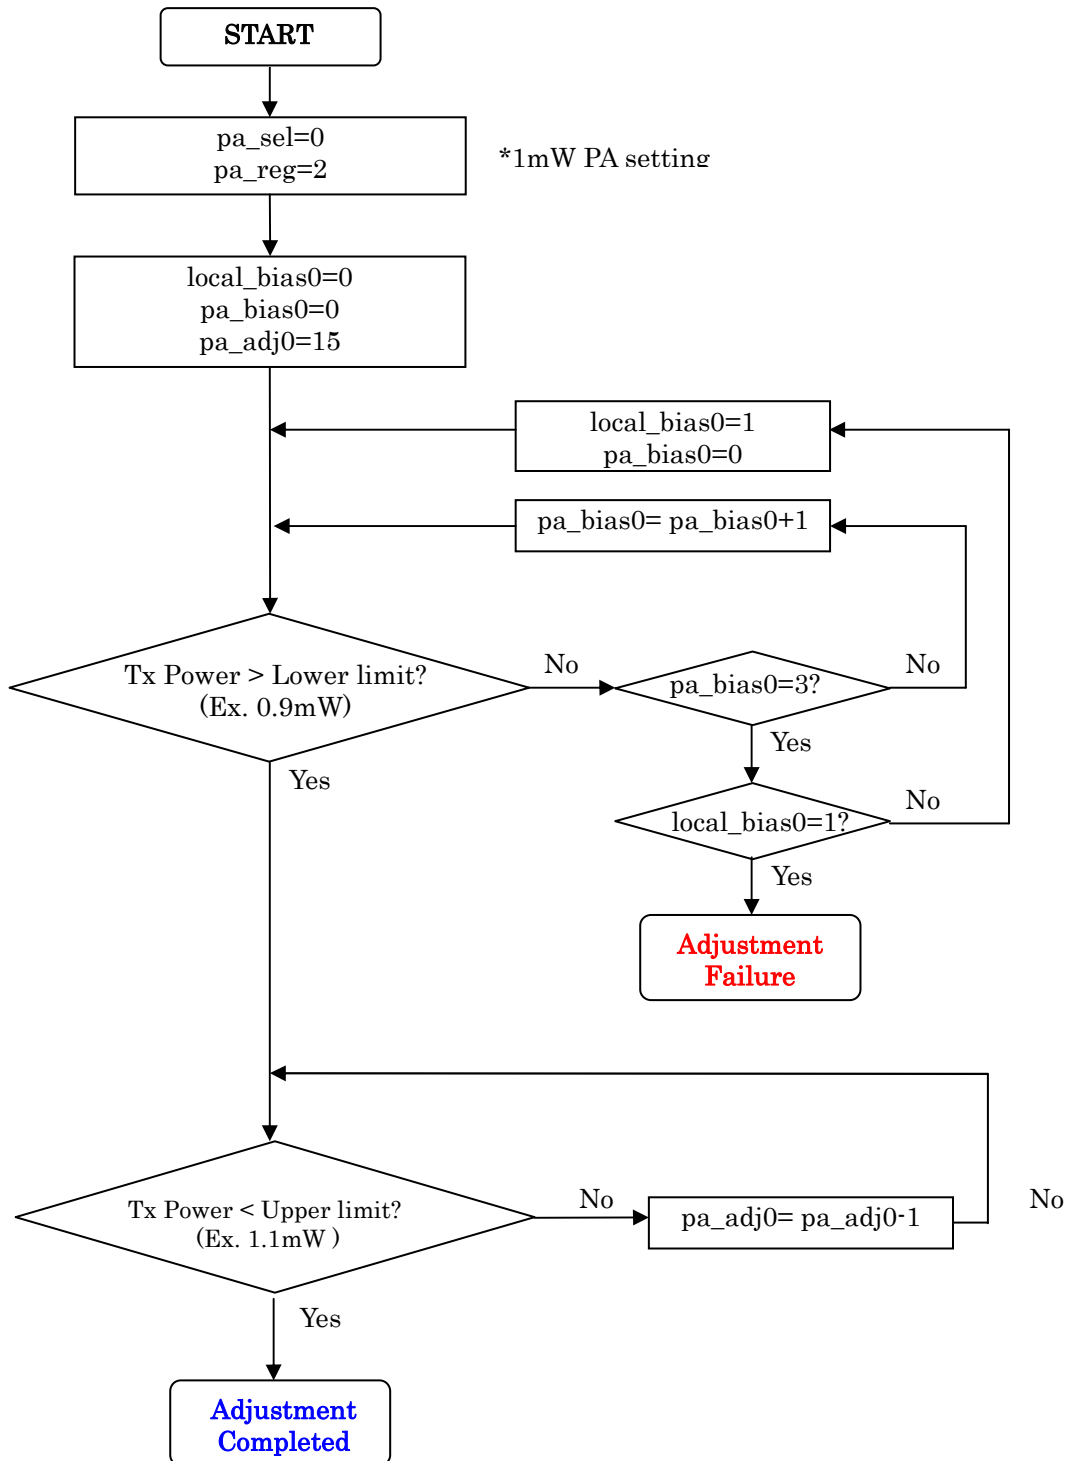 START
pa_sel=0
pa_reg=2
*1mW PA setting
local_bias0=0
pa_bias0=0
pa_adj0=15
local_bias0=1
pa_bias0=0
pa_bias0= pa_bias0+1
Tx Power > Lower limit?
(Ex. 0.9mW)
No
pa_bias0=3?
No
Yes
Yes
local_bias0=1?
No
Yes
Adjustment
Failure
Tx Power < Upper limit?
(Ex. 1.1mW )
No
pa_adj0= pa_adj0-1
No
Yes
Adjustment
Completed